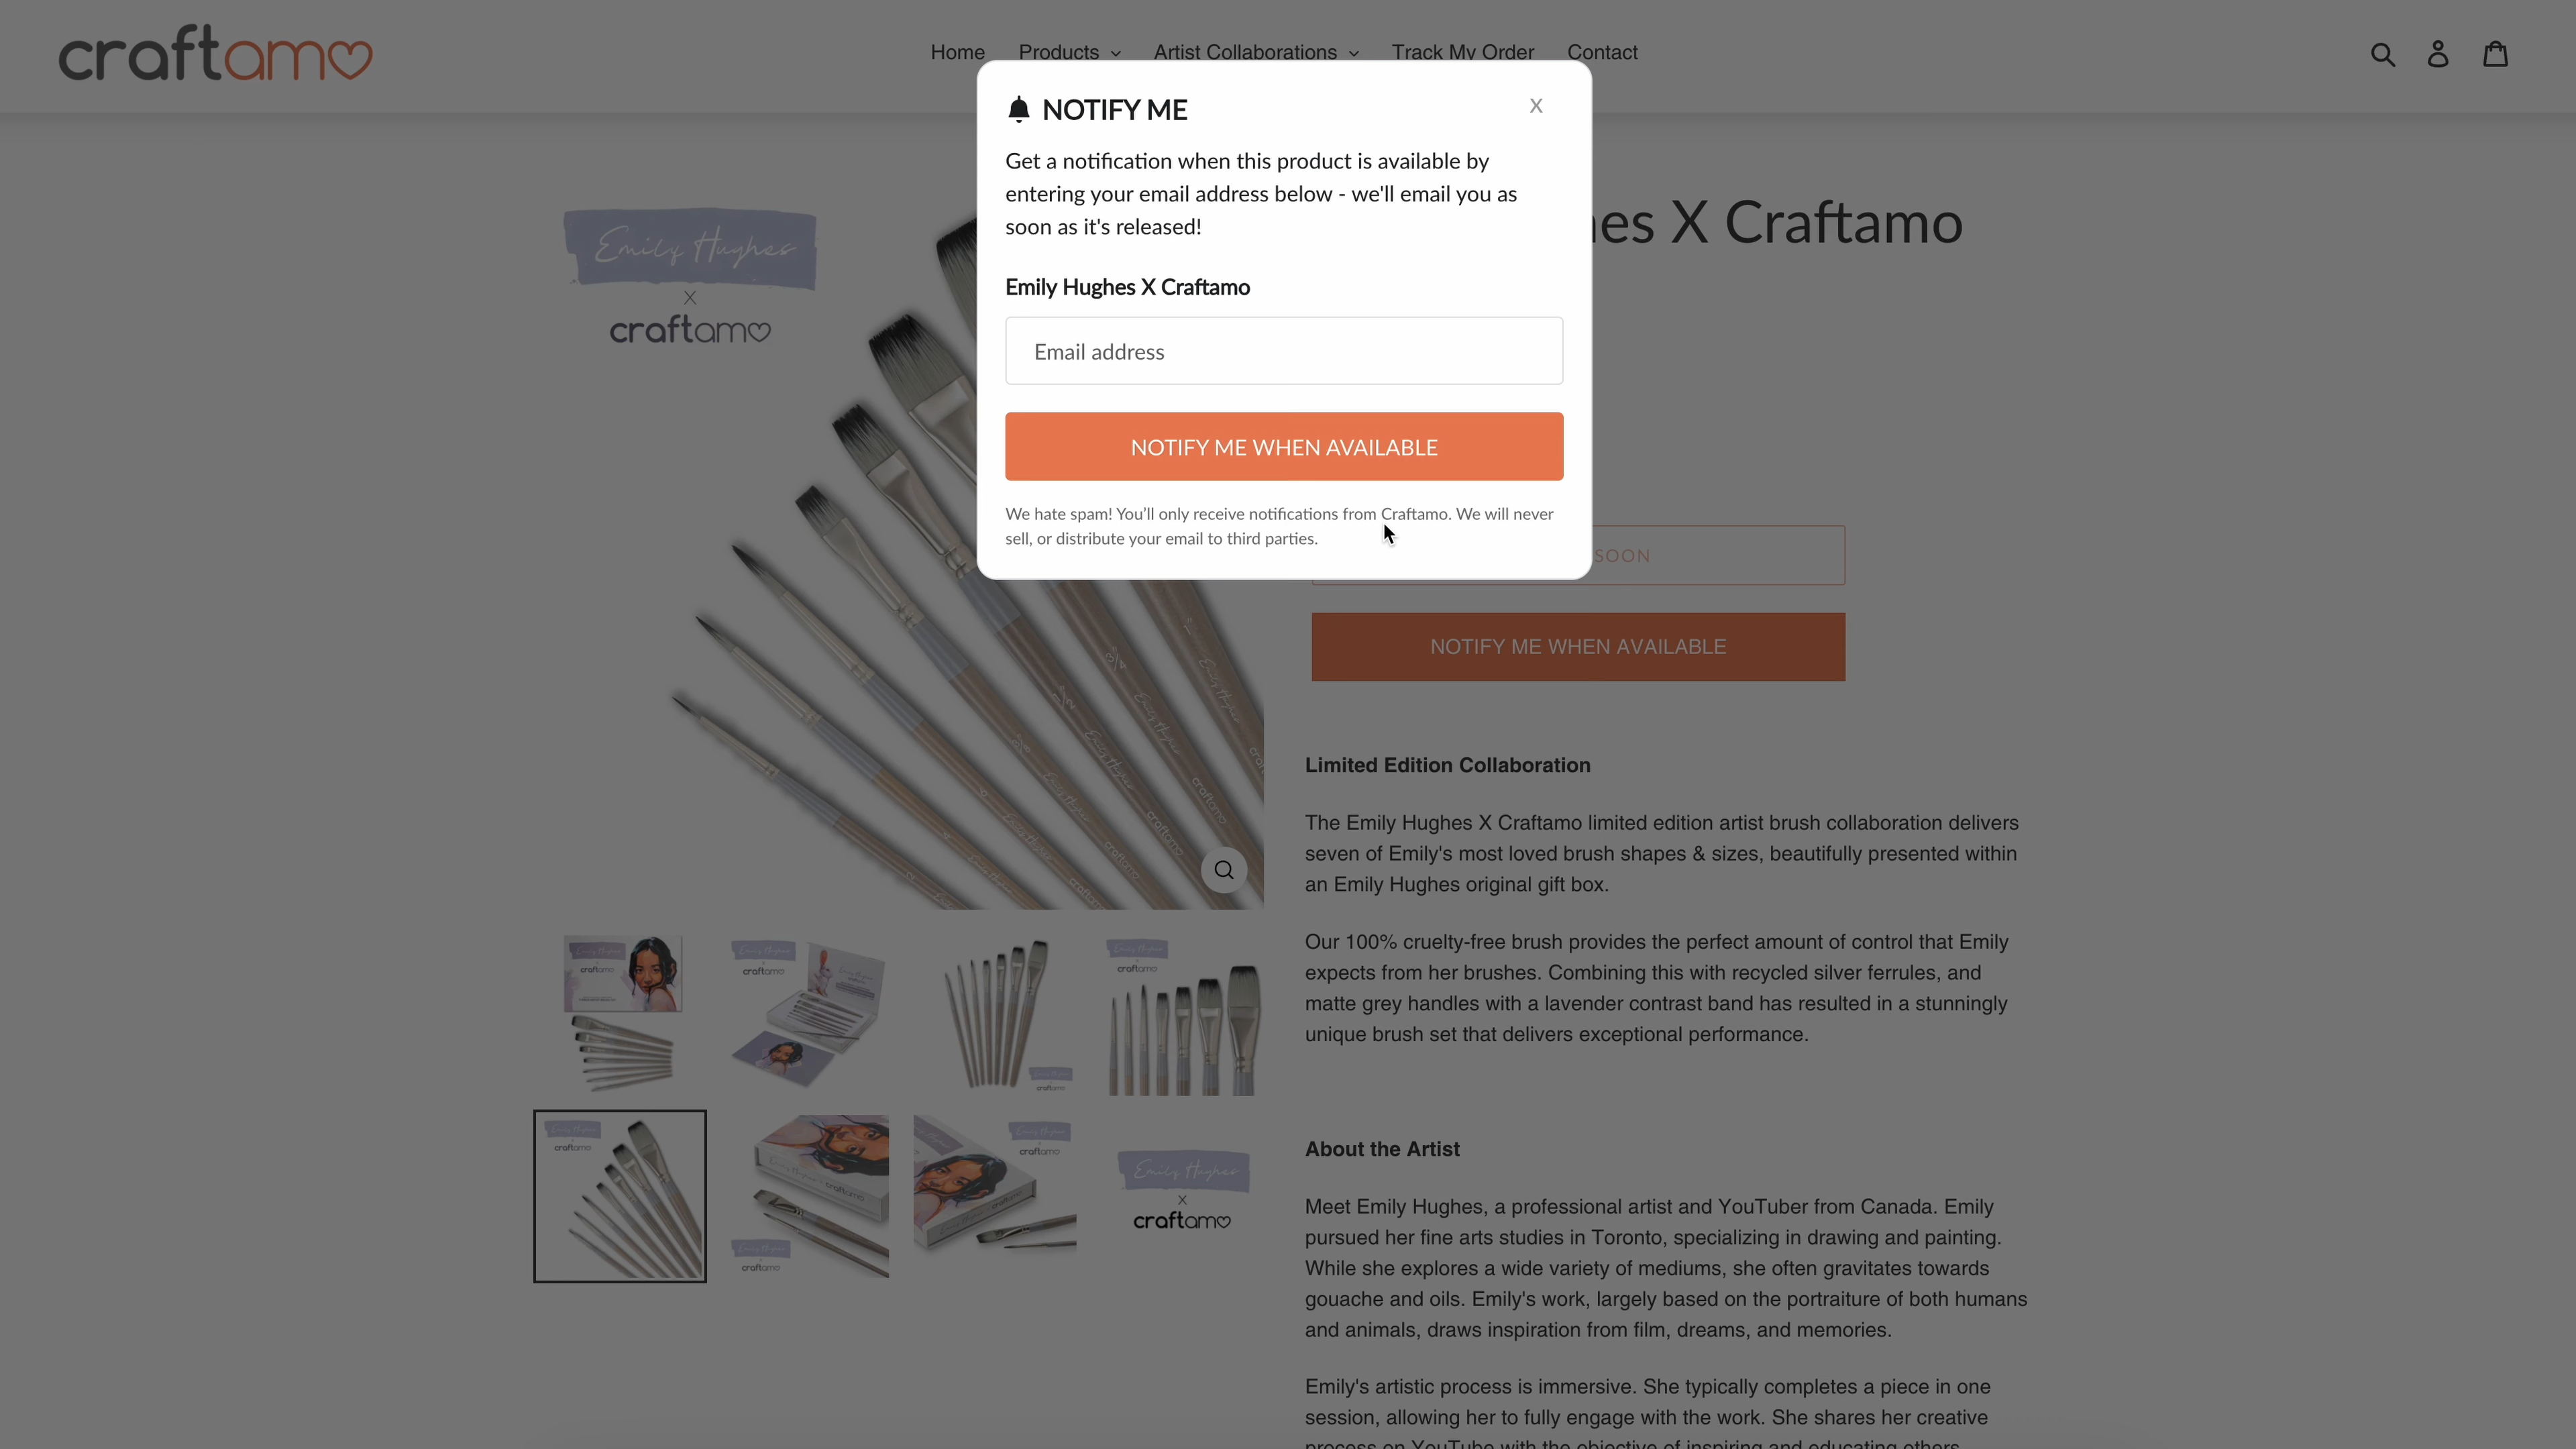 craftamo
Home Products Artist Collaborations Track My Order Contact
NOTIFY ME
X
Get a notification when this product is available by
entering your email address below - we'll email you as
soon as it's released!
Emily Hughes X Craftamo
Email address
NOTIFY ME WHEN AVAILABLE
We hate spam! You'll only receive notifications from Craftamo. We will never
sell, or distribute your email to third parties.
Emily Hughes
X
craftamo
es X Craftamo
SOON
NOTIFY ME WHEN AVAILABLE
Limited Edition Collaboration
The Emily Hughes X Craftamo limited edition artist brush collaboration delivers
seven of Emily's most loved brush shapes & sizes, beautifully presented within
an Emily Hughes original gift box.
Our 100% cruelty-free brush provides the perfect amount of control that Emily
expects from her brushes. Combining this with recycled silver ferrules, and
matte grey handles with a lavender contrast band has resulted in a stunningly
unique brush set that delivers exceptional performance.
About the Artist
Meet Emily Hughes, a professional artist and YouTuber from Canada. Emily
pursued her fine arts studies in Toronto, specializing in drawing and painting.
While she explores a wide variety of mediums, she often gravitates towards
gouache and oils. Emily's work, largely based on the portraiture of both humans
and animals, draws inspiration from film, dreams, and memories.
Emily's artistic process is immersive. She typically completes a piece in one
session, allowing her to fully engage with the work. She shares her creative
process on YouTube with the objective of inspiring and educating others
Emily Hughes
X
craftamo